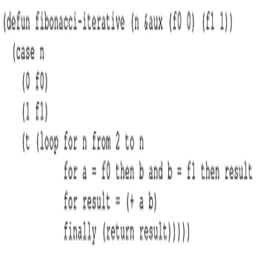 (defun fibonacci-iterative (n &aux (f0 0) (f1 1))
(case n
(0 f0)
(1 f1)
(t (loop for n from 2 to n
for a = f0 then b and b = f1 then result
for result = (+ a b)
finally (return result)))))